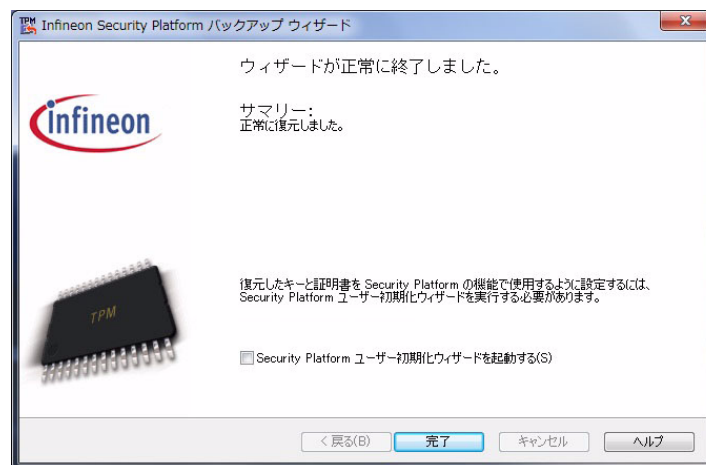 Infineon Security Platform バックアップ ウィザード
ウィザードが正常に終了しました。
infineon
サマリー:
正常に復元しました。
TPM
復元したキーと証明書を Security Platform の機能で使用するように設定するには、
Security Platform ユーザー初期化ウィザードを実行する必要があります。
Security Platform ユーザー初期化ウィザードを起動する(S)
< 戻る(B)
完了
キャンセル
ヘルプ